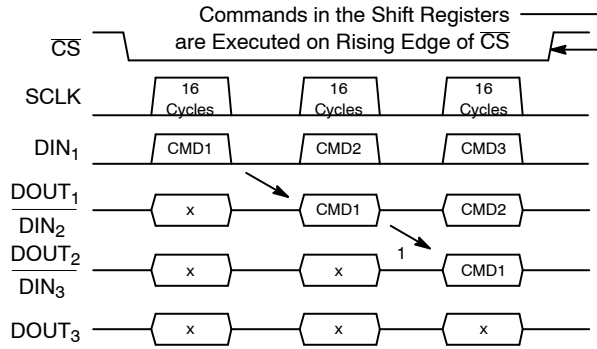 Commands in the Shift Registers
are Executed on Rising Edge of CS
CS
SCLK
16 Cycles
16 Cycles
16 Cycles
DIN1
CMD1
CMD2
CMD3
DOUT1
DIN2
x
CMD1
CMD2
DOUT2
DIN3
x
x
1
CMD1
DOUT3
x
x
x